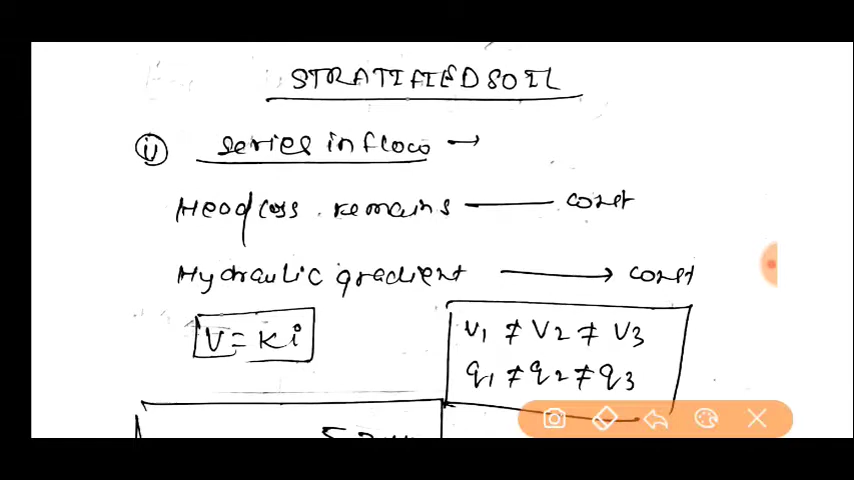 STRATIFIED SOIL
i) series in flow →
Head loss remains — const
Hydraulic gradient → const
V = Ki
V1 ≠ V2 ≠ V3
q1 ≠ q2 ≠ q3